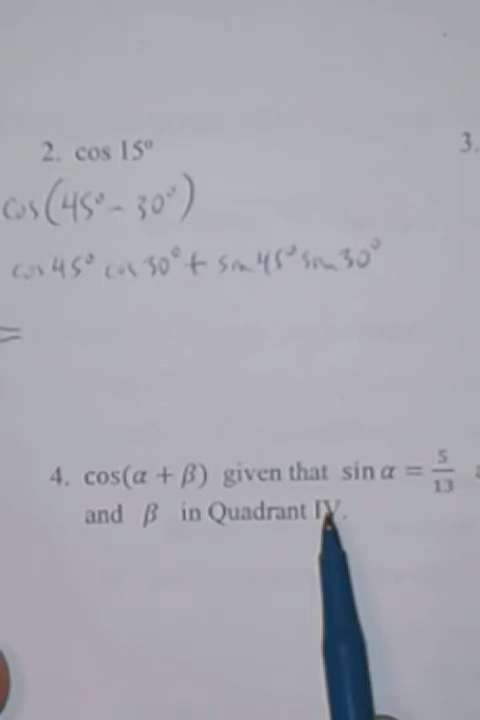 2. cos 15°
3.
cos(45° - 30°)
cos 45° cos 30° + sin 45° sin 30°
=
4. cos(α + β) given that sin α = 5/13
and β in Quadrant IV.